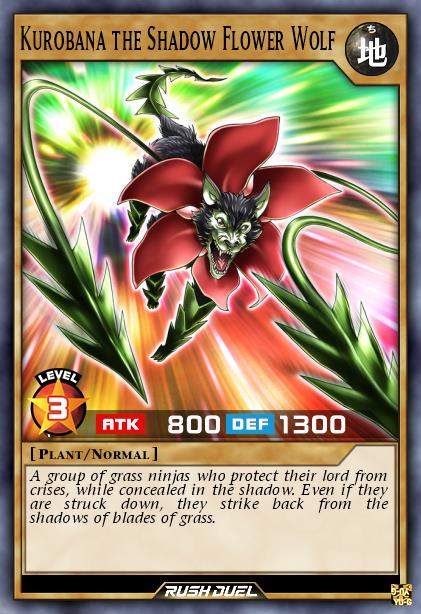 KUROBANA THE SHADOW FLOWER WOLF
ち
地
LEVEL
3
ATK 800 DEF 1300
[PLANT/NORMAL]
A group of grass ninjas who protect their lord from
crises, while concealed in the shadow. Even if they
are struck down, they strike back from the
shadows of blades of grass.
RUSH DUEL